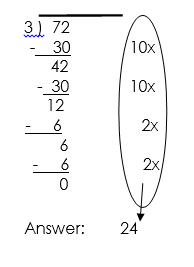 3 ) 72
- 30 10x
42
- 30 10x
12
- 6 2x
6
- 6 2x
0
Answer: 24